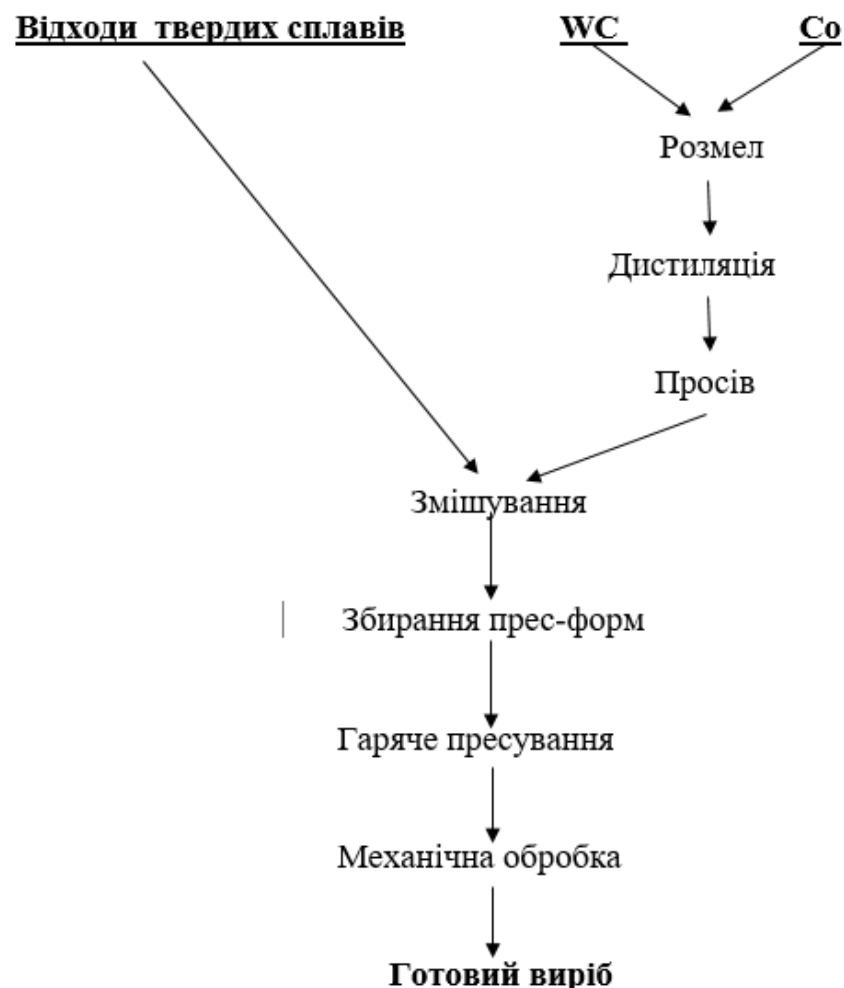 Відходи твердих сплавів WC Co
Розмел
Дистиляція
Просів
Змішування
Збирання прес-форм
Гаряче пресування
Механічна обробка
Готовий виріб